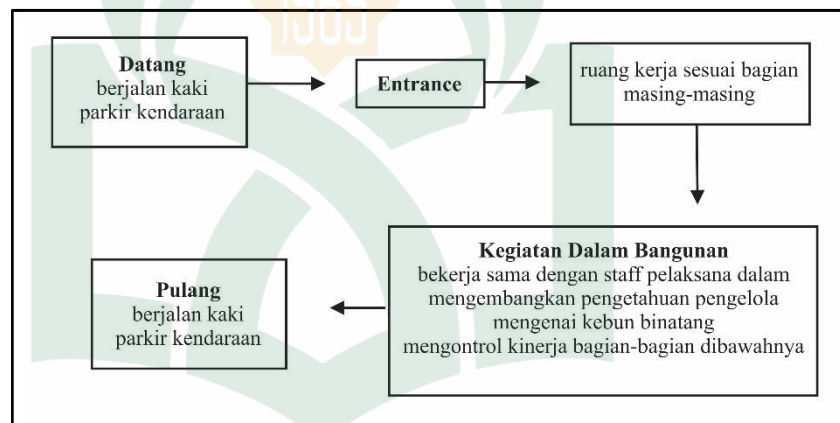 1965
Datang
berjalan kaki
parkir kendaraan
Entrance
ruang kerja sesuai bagian
masing-masing
Kegiatan Dalam Bangunan
bekerja sama dengan staff pelaksana dalam
mengembangkan pengetahuan pengelola
mengenai kebun binatang
mengontrol kinerja bagian-bagian dibawahnya
Pulang
berjalan kaki
parkir kendaraan